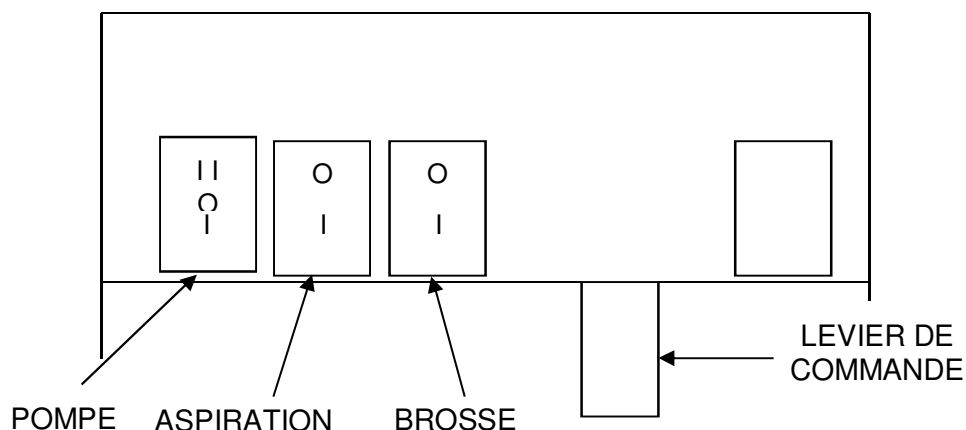 I I
O
I
O
I
O
I
LEVIER DE
COMMANDE
POMPE
ASPIRATION
BROSSE